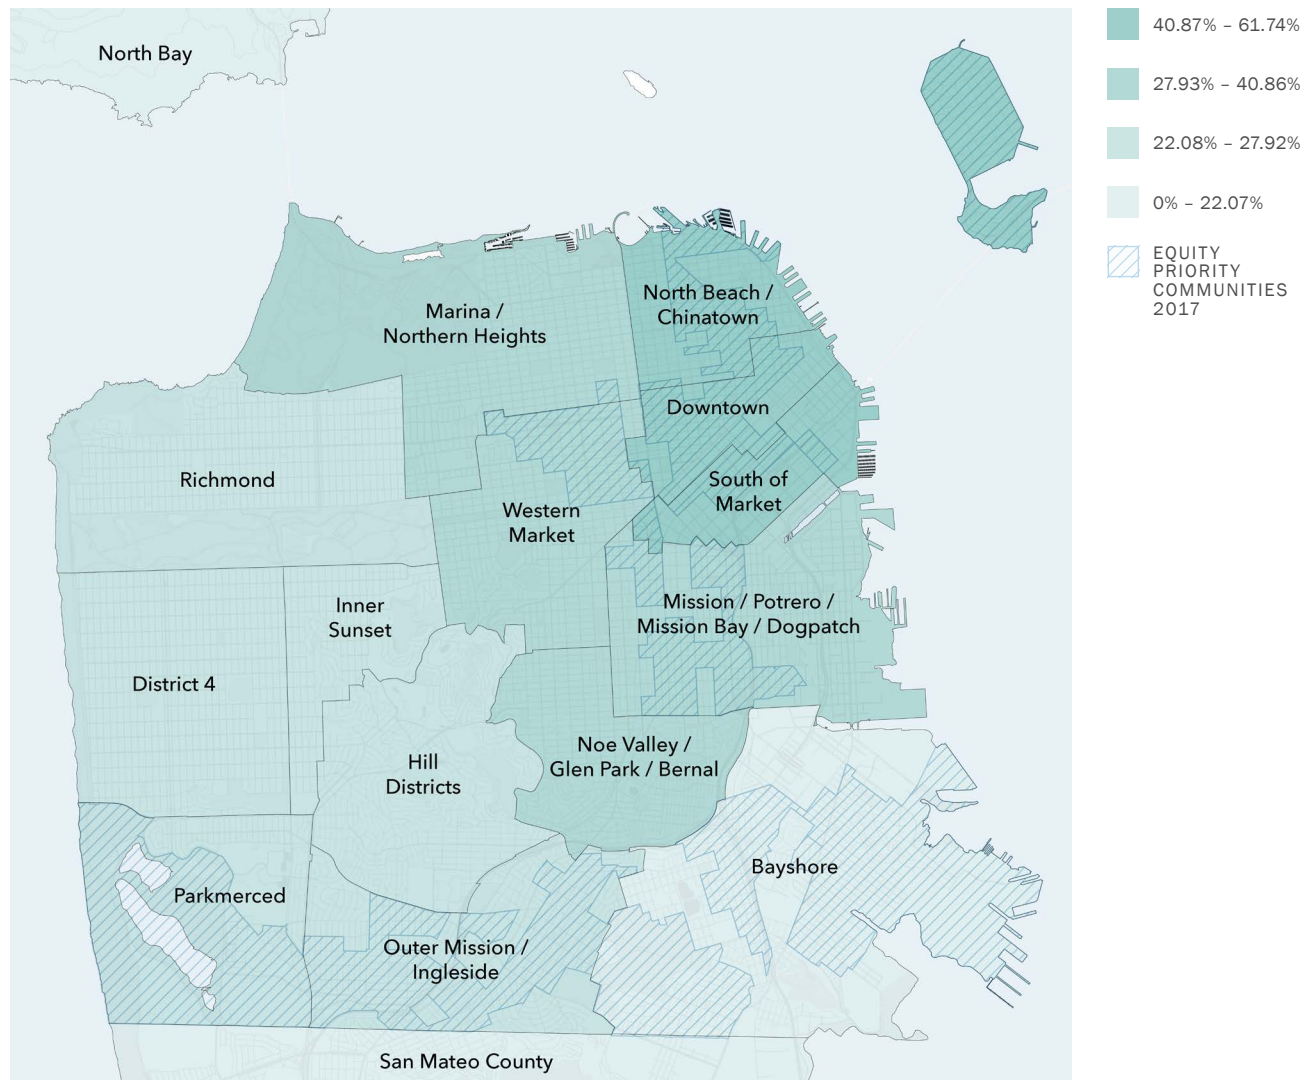 North Bay
Marina /
Northern Heights
North Beach /
Chinatown
Downtown
Richmond
South of
Market
Western
Market
Inner
Sunset
Mission / Potrero /
Mission Bay / Dogpatch
District 4
Noe Valley /
Glen Park / Bernal
Hill
Districts
Bayshore
Parkmerced
Outer Mission /
Ingleside
San Mateo County
40.87% – 61.74%
27.93% – 40.86%
22.08% – 27.92%
0% – 22.07%
EQUITY
PRIORITY
COMMUNITIES
2017